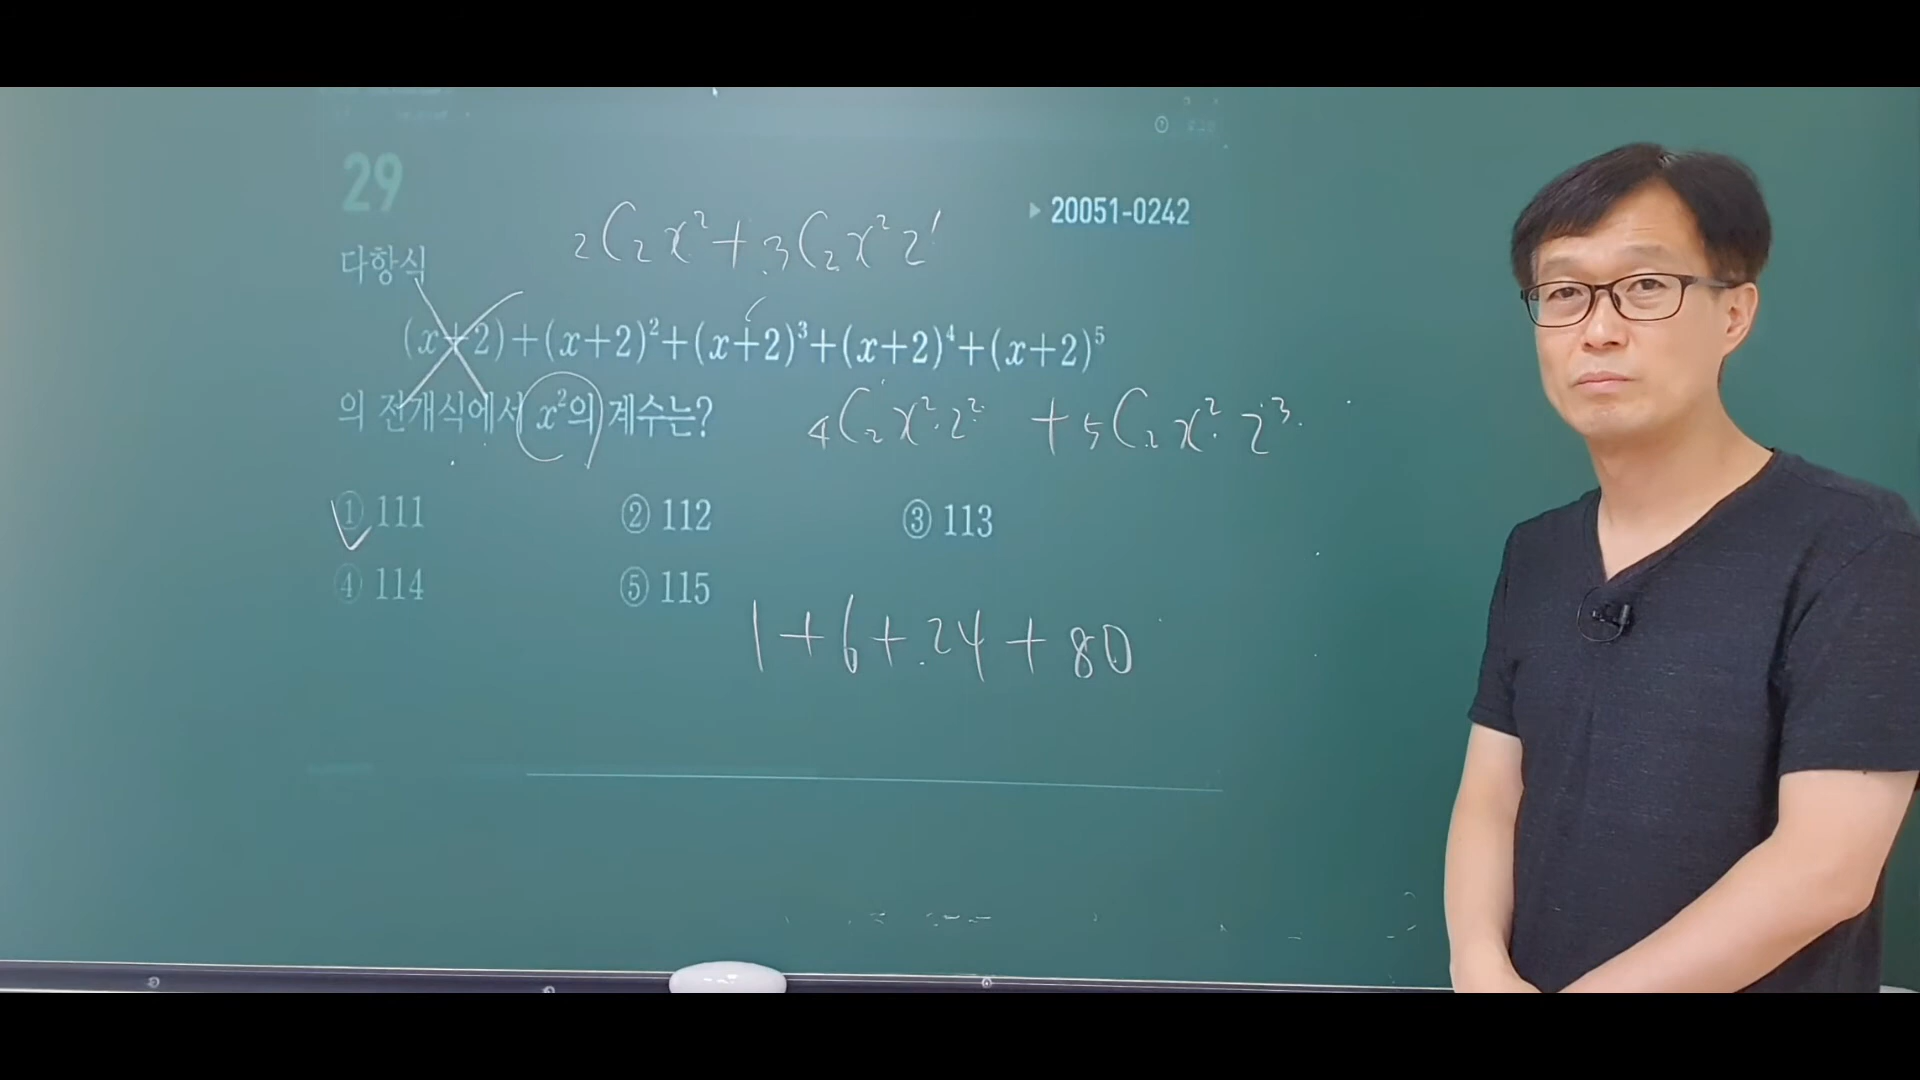 29
₂C₂x²+₃C₂x²2¹
▶ 20051-0242
다항식
(x+2)+(x+2)²+(x+2)³+(x+2)⁴+(x+2)⁵
의 전개식에서 x²의 계수는?
₄C₂x²·2² + ₅C₂x²·2³
① 111 ② 112 ③ 113
④ 114 ⑤ 115
1+6+24+80